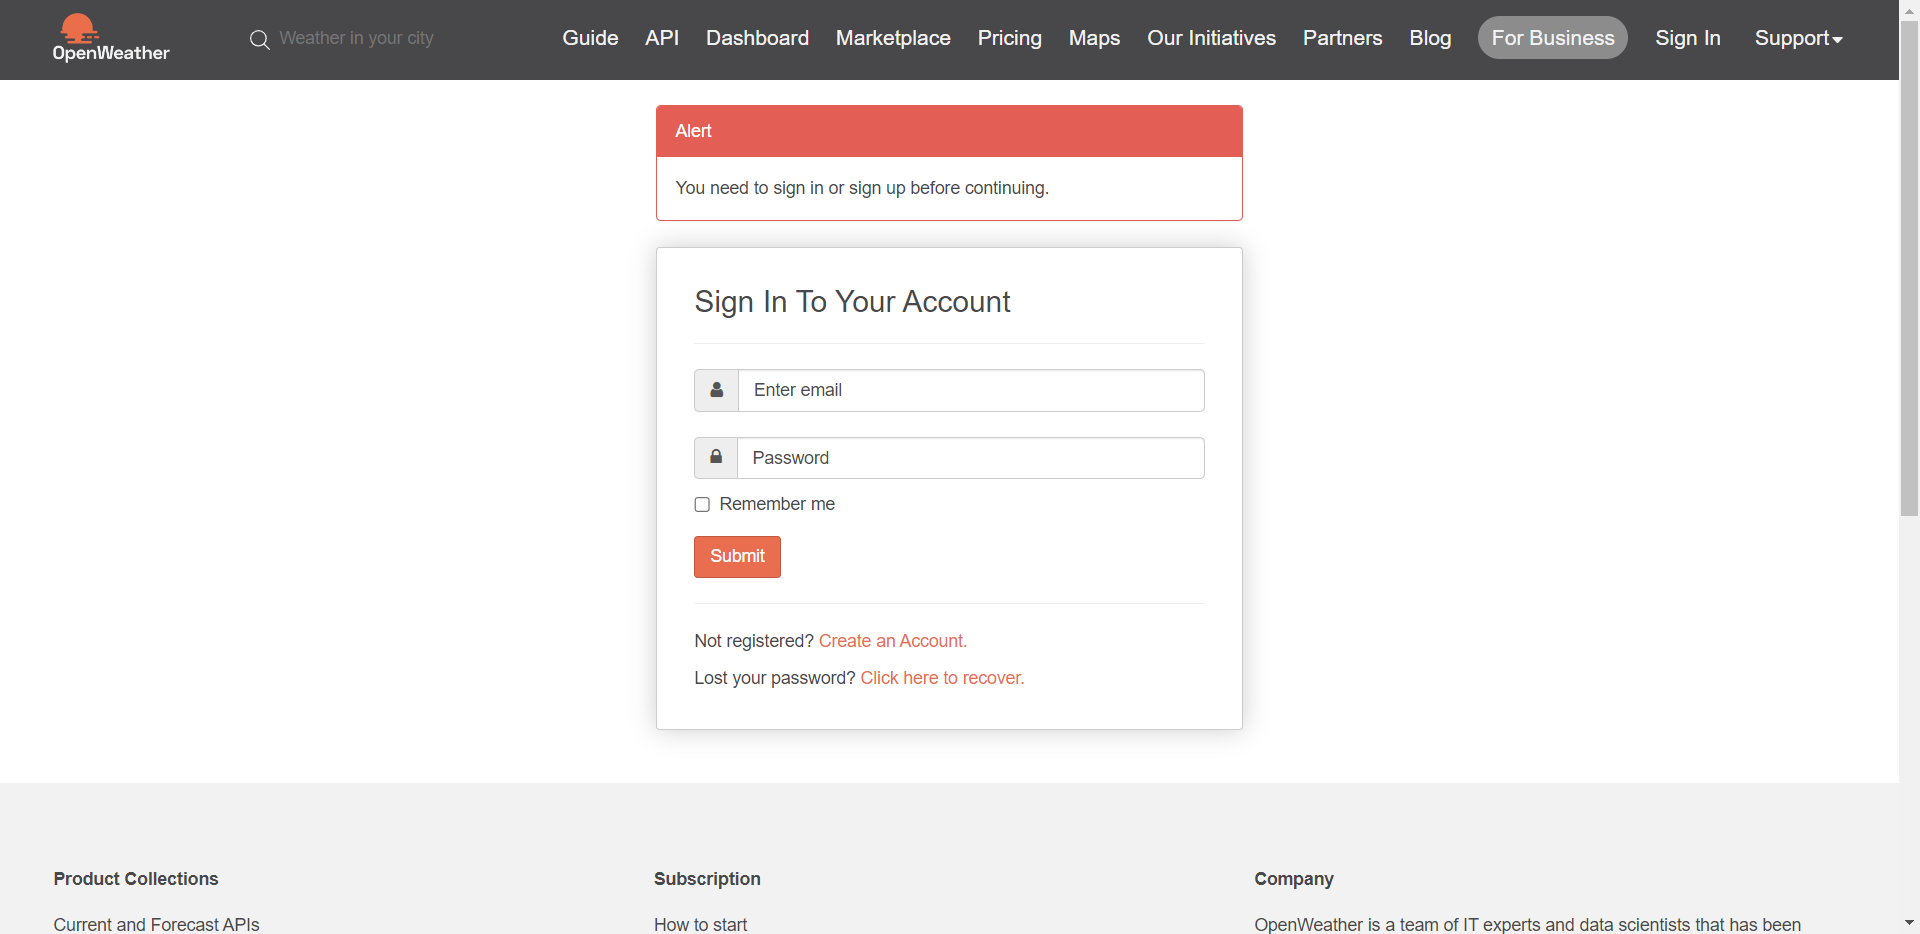 OpenWeather
Weather in your city
Guide API Dashboard Marketplace Pricing Maps Our Initiatives Partners Blog For Business Sign In Support
Alert
You need to sign in or sign up before continuing.
Sign In To Your Account
Enter email
Password
Remember me
Submit
Not registered? Create an Account.
Lost your password? Click here to recover.
Product Collections
Current and Forecast APIs
Subscription
How to start
Company
OpenWeather is a team of IT experts and data scientists that has been